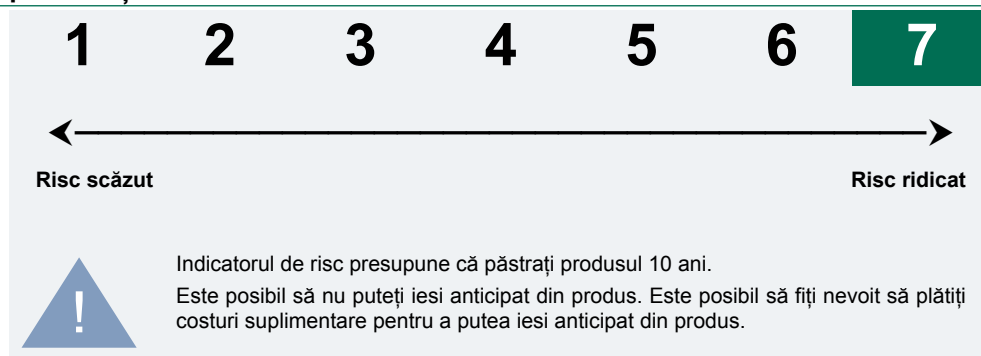 1 2 3 4 5 6 7
Risc scăzut Risc ridicat
Indicatorul de risc presupune că păstrați produsul 10 ani.
Este posibil să nu puteți iesi anticipat din produs. Este posibil să fiți nevoit să plătiți
costuri suplimentare pentru a putea iesi anticipat din produs.
!